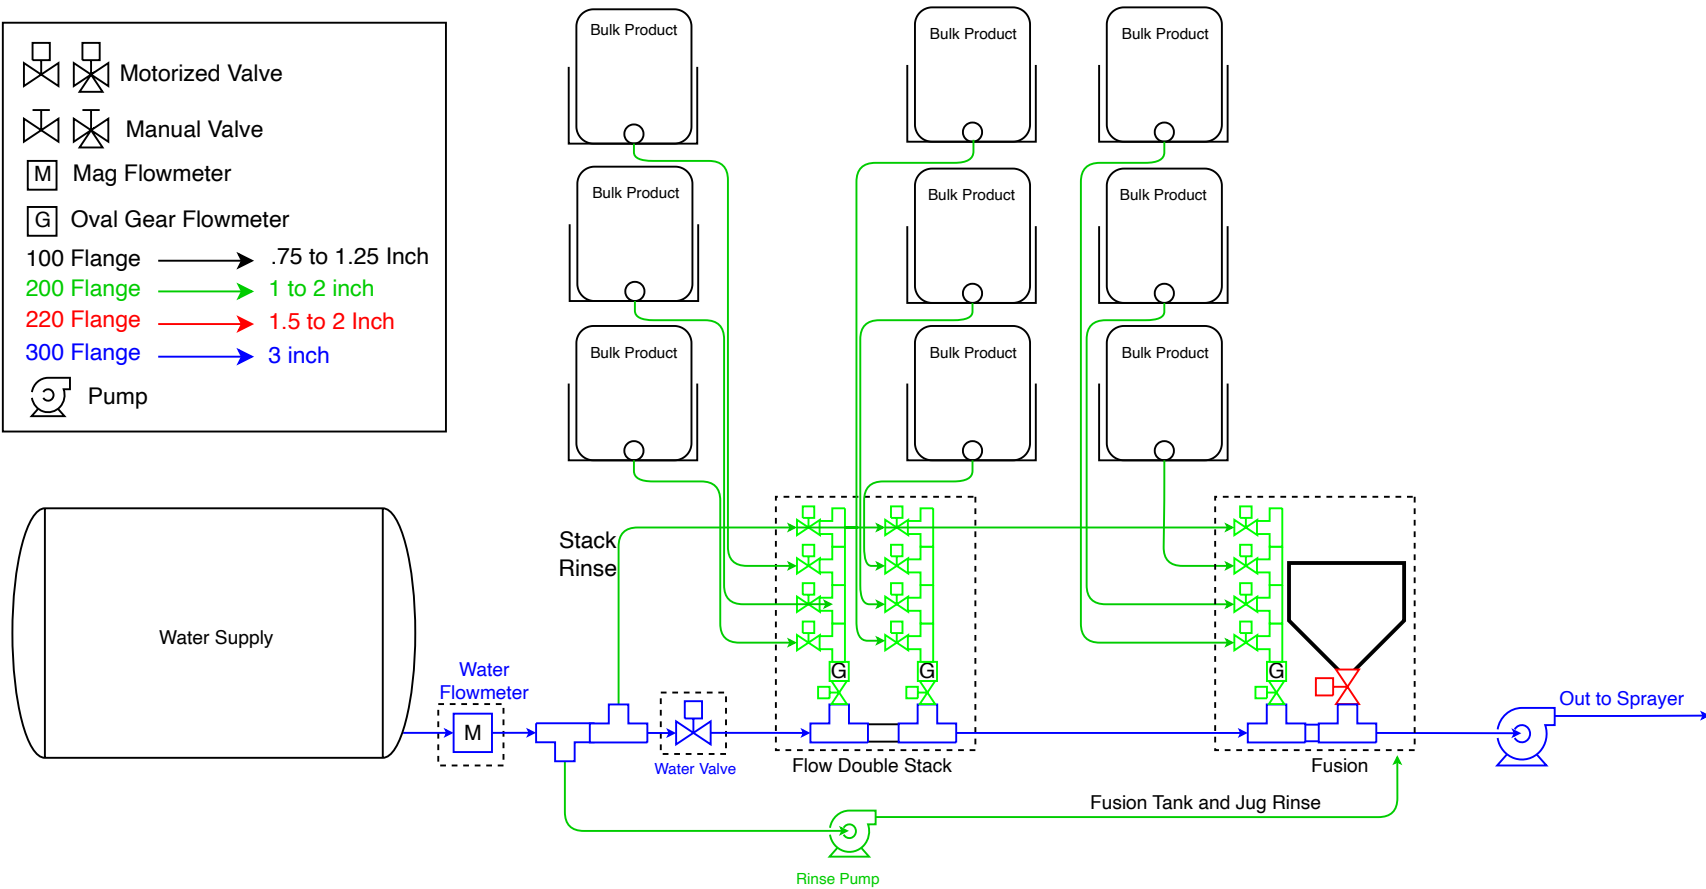 Motorized Valve
Manual Valve
M Mag Flowmeter
G Oval Gear Flowmeter
100 Flange .75 to 1.25 Inch
200 Flange 1 to 2 inch
220 Flange 1.5 to 2 Inch
300 Flange 3 inch
Pump
Bulk Product
Bulk Product
Bulk Product
Bulk Product
Bulk Product
Bulk Product
Bulk Product
Bulk Product
Bulk Product
Stack
Rinse
Water Supply
Water
Flowmeter
M
Water Valve
G
G
Flow Double Stack
G
Fusion
Out to Sprayer
Fusion Tank and Jug Rinse
Rinse Pump